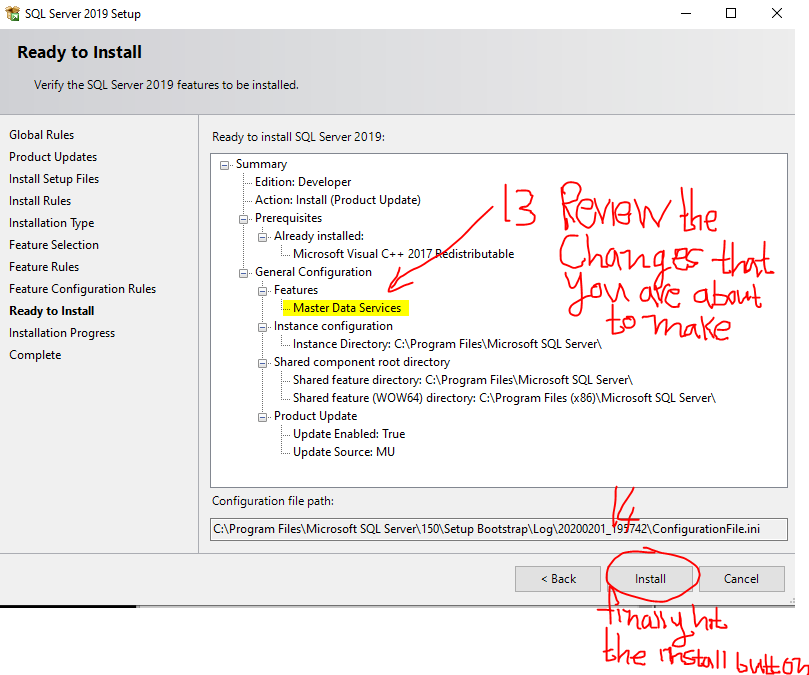 SQL Server 2019 Setup
Ready to Install
Verify the SQL Server 2019 features to be installed.
Global Rules
Product Updates
Install Setup Files
Install Rules
Installation Type
Feature Selection
Feature Rules
Feature Configuration Rules
Ready to Install
Installation Progress
Complete
Ready to install SQL Server 2019:
Summary
Edition: Developer
Action: Install (Product Update)
Prerequisites
Already installed:
Microsoft Visual C++ 2017 Redistributable
General Configuration
Features
Master Data Services
Instance configuration
Instance Directory: C:\Program Files\Microsoft SQL Server\
Shared component root directory
Shared feature directory: C:\Program Files\Microsoft SQL Server\
Shared feature (WOW64) directory: C:\Program Files (x86)\Microsoft SQL Server\
Product Update
Update Enabled: True
Update Source: MU
13 Review the
Changes that
You are about
to make
Configuration file path:
C:\Program Files\Microsoft SQL Server\150\Setup Bootstrap\Log\20200201_195742\ConfigurationFile.ini
14
< Back
Install
Cancel
finally hit
the install button